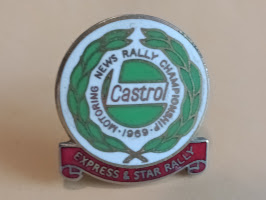 MOTORING NEWS RALLY CHAMPIONSHIP
Castrol
·1969·
EXPRESS & STAR RALLY